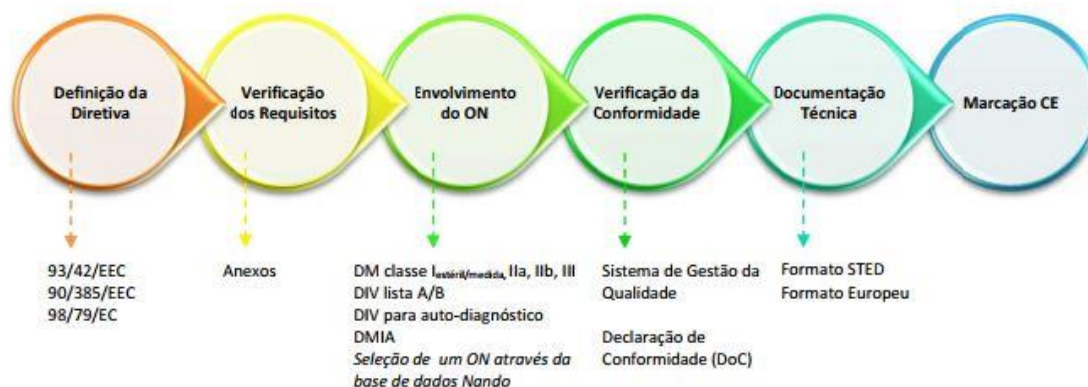 Definição da
Diretiva
Verificação
dos Requisitos
Envolvimento
do ON
Verificação da
Conformidade
Documentação
Técnica
Marcação CE
93/42/EEC
90/385/EEC
98/79/EC
Anexos
DM classe Iestéril/medida, IIa, IIb, III
DIV lista A/B
DIV para auto-diagnóstico
DMIA
Seleção de um ON através da
base de dados Nando
Sistema de Gestão da
Qualidade
Declaração de
Conformidade (DoC)
Formato STED
Formato Europeu